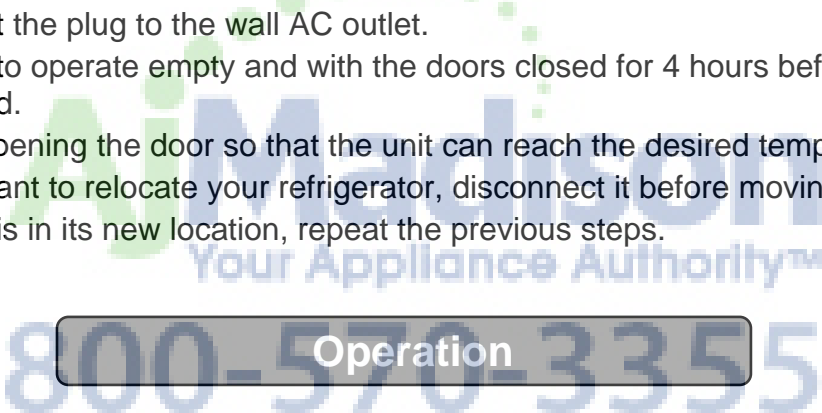 t the plug to the wall AC outlet.
to operate empty and with the doors closed for 4 hours bef
d.
pening the door so that the unit can reach the desired temp
ant to relocate your refrigerator, disconnect it before movin
is in its new location, repeat the previous steps.
AjMadison
Your Appliance Authority™
Operation
800-570-3355